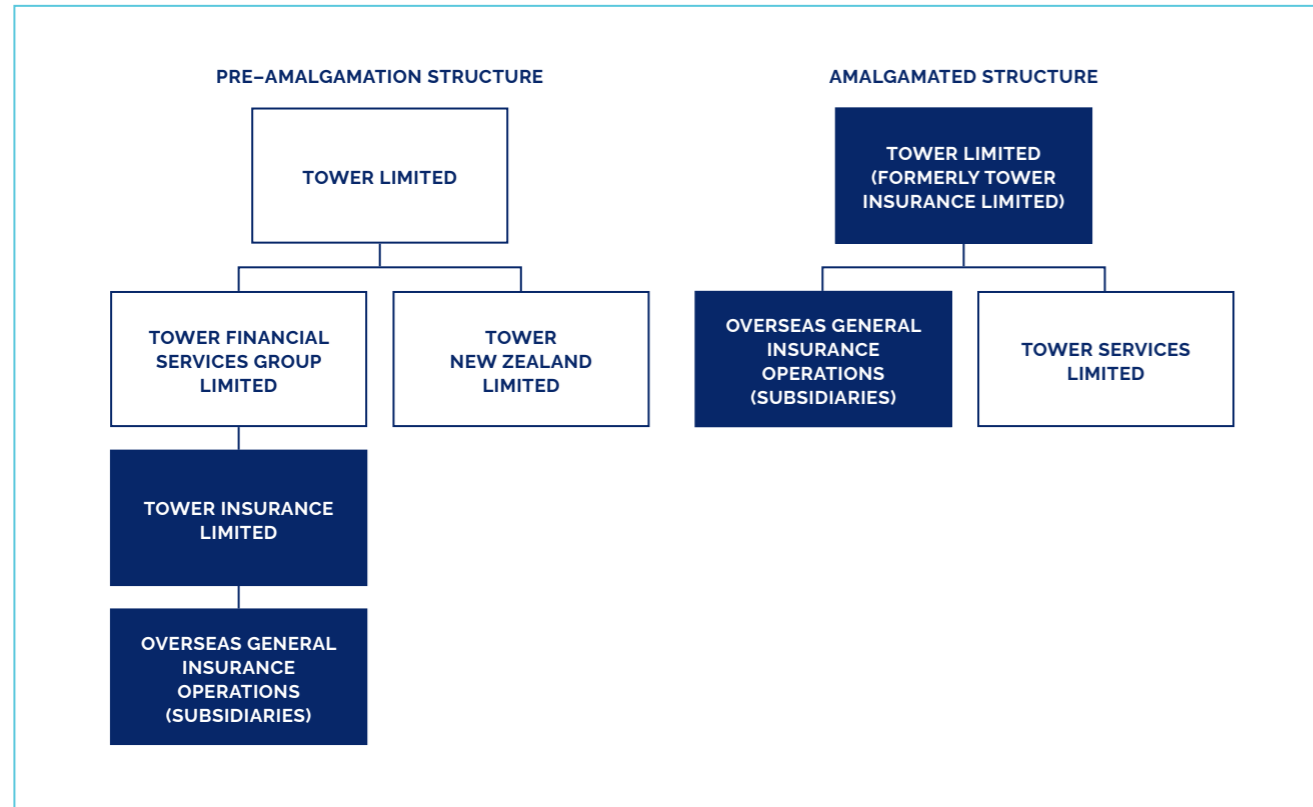 PRE–AMALGAMATION STRUCTURE
TOWER LIMITED
TOWER FINANCIAL
SERVICES GROUP
LIMITED
TOWER
NEW ZEALAND
LIMITED
TOWER INSURANCE
LIMITED
OVERSEAS GENERAL
INSURANCE
OPERATIONS
(SUBSIDIARIES)
AMALGAMATED STRUCTURE
TOWER LIMITED
(FORMERLY TOWER
INSURANCE LIMITED)
OVERSEAS GENERAL
INSURANCE
OPERATIONS
(SUBSIDIARIES)
TOWER SERVICES
LIMITED